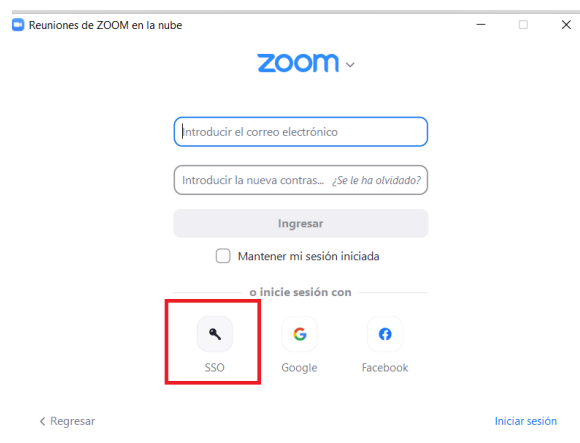 Reuniones de ZOOM en la nube
zoom
Introducir el correo electrónico
Introducir la nueva contras... ¿Se le ha olvidado?
Ingresar
Mantener mi sesión iniciada
o inicie sesión con
SSO Google Facebook
Regresar Iniciar sesión